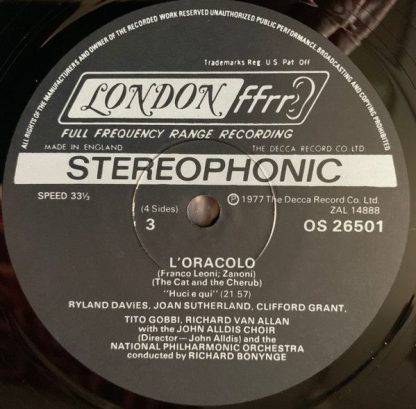 ALL RIGHTS OF THE MANUFACTURERS AND OWNER OF THE RECORDED WORK RESERVED UNAUTHORIZED PUBLIC PERFORMANCE, BROADCASTING AND COPYING PROHIBITED
Trademarks Reg. U.S. Pat. Off
LONDON ffrr
FULL FREQUENCY RANGE RECORDING
MADE IN ENGLAND THE DECCA RECORD CO LTD.
STEREOPHONIC
SPEED 33⅓ (4 Sides) Ⓟ 1977 The Decca Record Co. Ltd.
ZAL 14888
3 OS 26501
L'ORACOLO
(Franco Leoni; Zanoni)
(The Cat and the Cherub)
"Huci e qui" (21.57)
RYLAND DAVIES, JOAN SUTHERLAND, CLIFFORD GRANT,
TITO GOBBI, RICHARD VAN ALLAN
with the JOHN ALLDIS CHOIR
(Director–John Alldis) and the
NATIONAL PHILHARMONIC ORCHESTRA
conducted by RICHARD BONYNGE